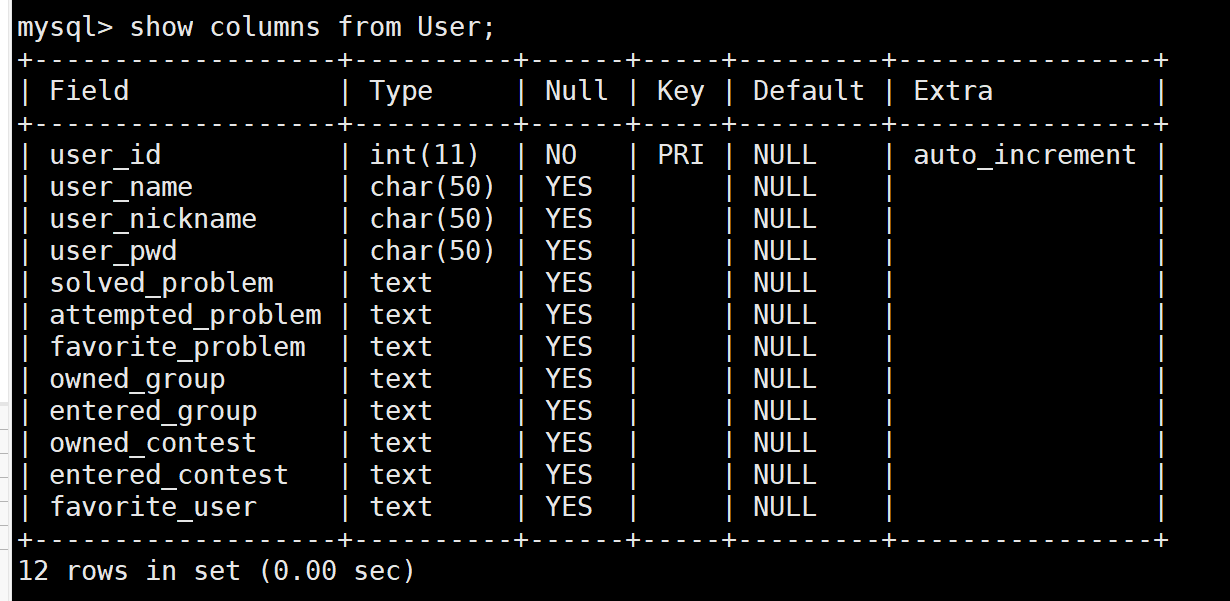 mysql> show columns from User;
+-------------------+----------+------+-----+---------+----------------+
| Field             | Type     | Null | Key | Default | Extra          |
+-------------------+----------+------+-----+---------+----------------+
| user_id           | int(11)  | NO   | PRI | NULL    | auto_increment |
| user_name         | char(50) | YES  |     | NULL    |                |
| user_nickname     | char(50) | YES  |     | NULL    |                |
| user_pwd          | char(50) | YES  |     | NULL    |                |
| solved_problem    | text     | YES  |     | NULL    |                |
| attempted_problem | text     | YES  |     | NULL    |                |
| favorite_problem  | text     | YES  |     | NULL    |                |
| owned_group       | text     | YES  |     | NULL    |                |
| entered_group     | text     | YES  |     | NULL    |                |
| owned_contest     | text     | YES  |     | NULL    |                |
| entered_contest   | text     | YES  |     | NULL    |                |
| favorite_user     | text     | YES  |     | NULL    |                |
+-------------------+----------+------+-----+---------+----------------+
12 rows in set (0.00 sec)